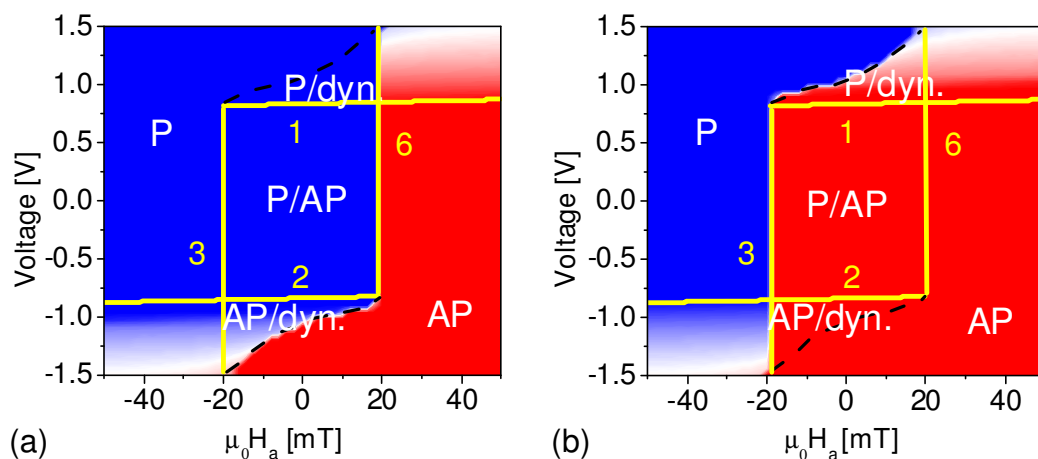 1.5
1.0
0.5
0.0
-0.5
-1.0
-1.5
Voltage [V]
P/dyn.
P
1
6
P/AP
3
2
AP/dyn.
AP
-40 -20 0 20 40
(a) μ₀Hₐ [mT]
1.5
1.0
0.5
0.0
-0.5
-1.0
-1.5
Voltage [V]
P/dyn.
P
1
6
P/AP
3
2
AP/dyn.
AP
-40 -20 0 20 40
(b) μ₀Hₐ [mT]